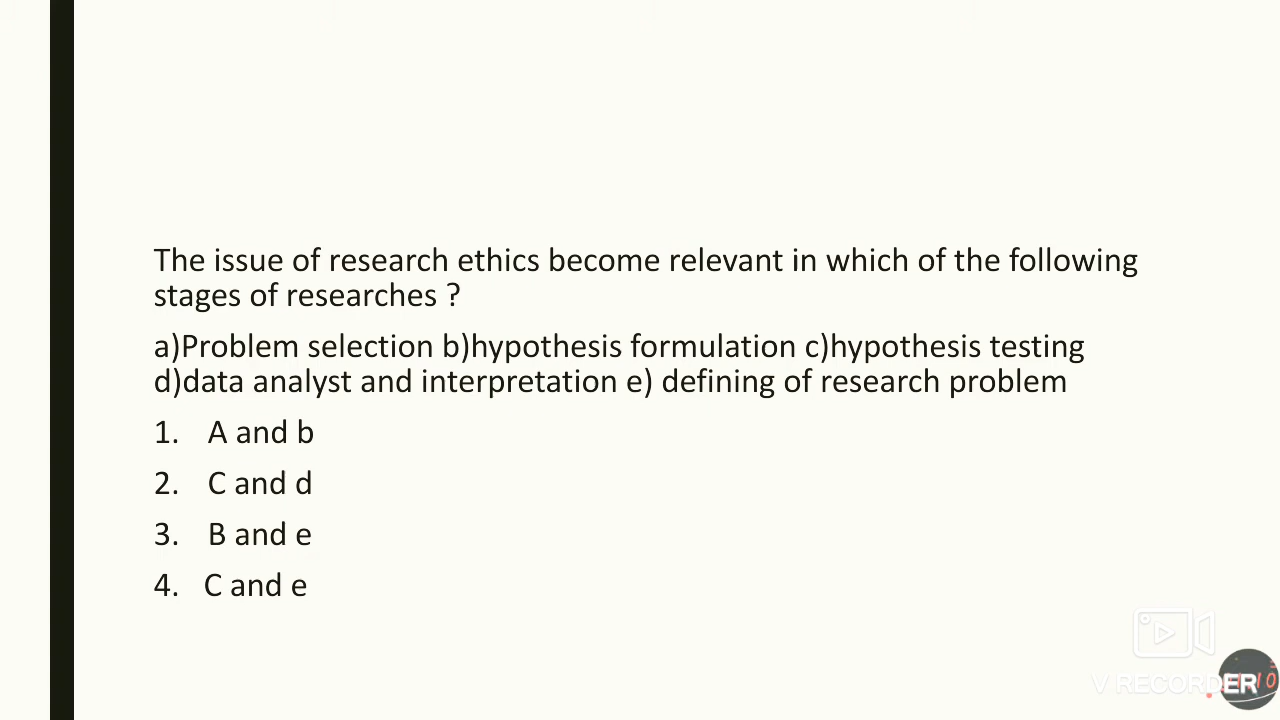 The issue of research ethics become relevant in which of the following
stages of researches ?
a)Problem selection b)hypothesis formulation c)hypothesis testing
d)data analyst and interpretation e) defining of research problem
1. A and b
2. C and d
3. B and e
4. C and e
V RECORDER